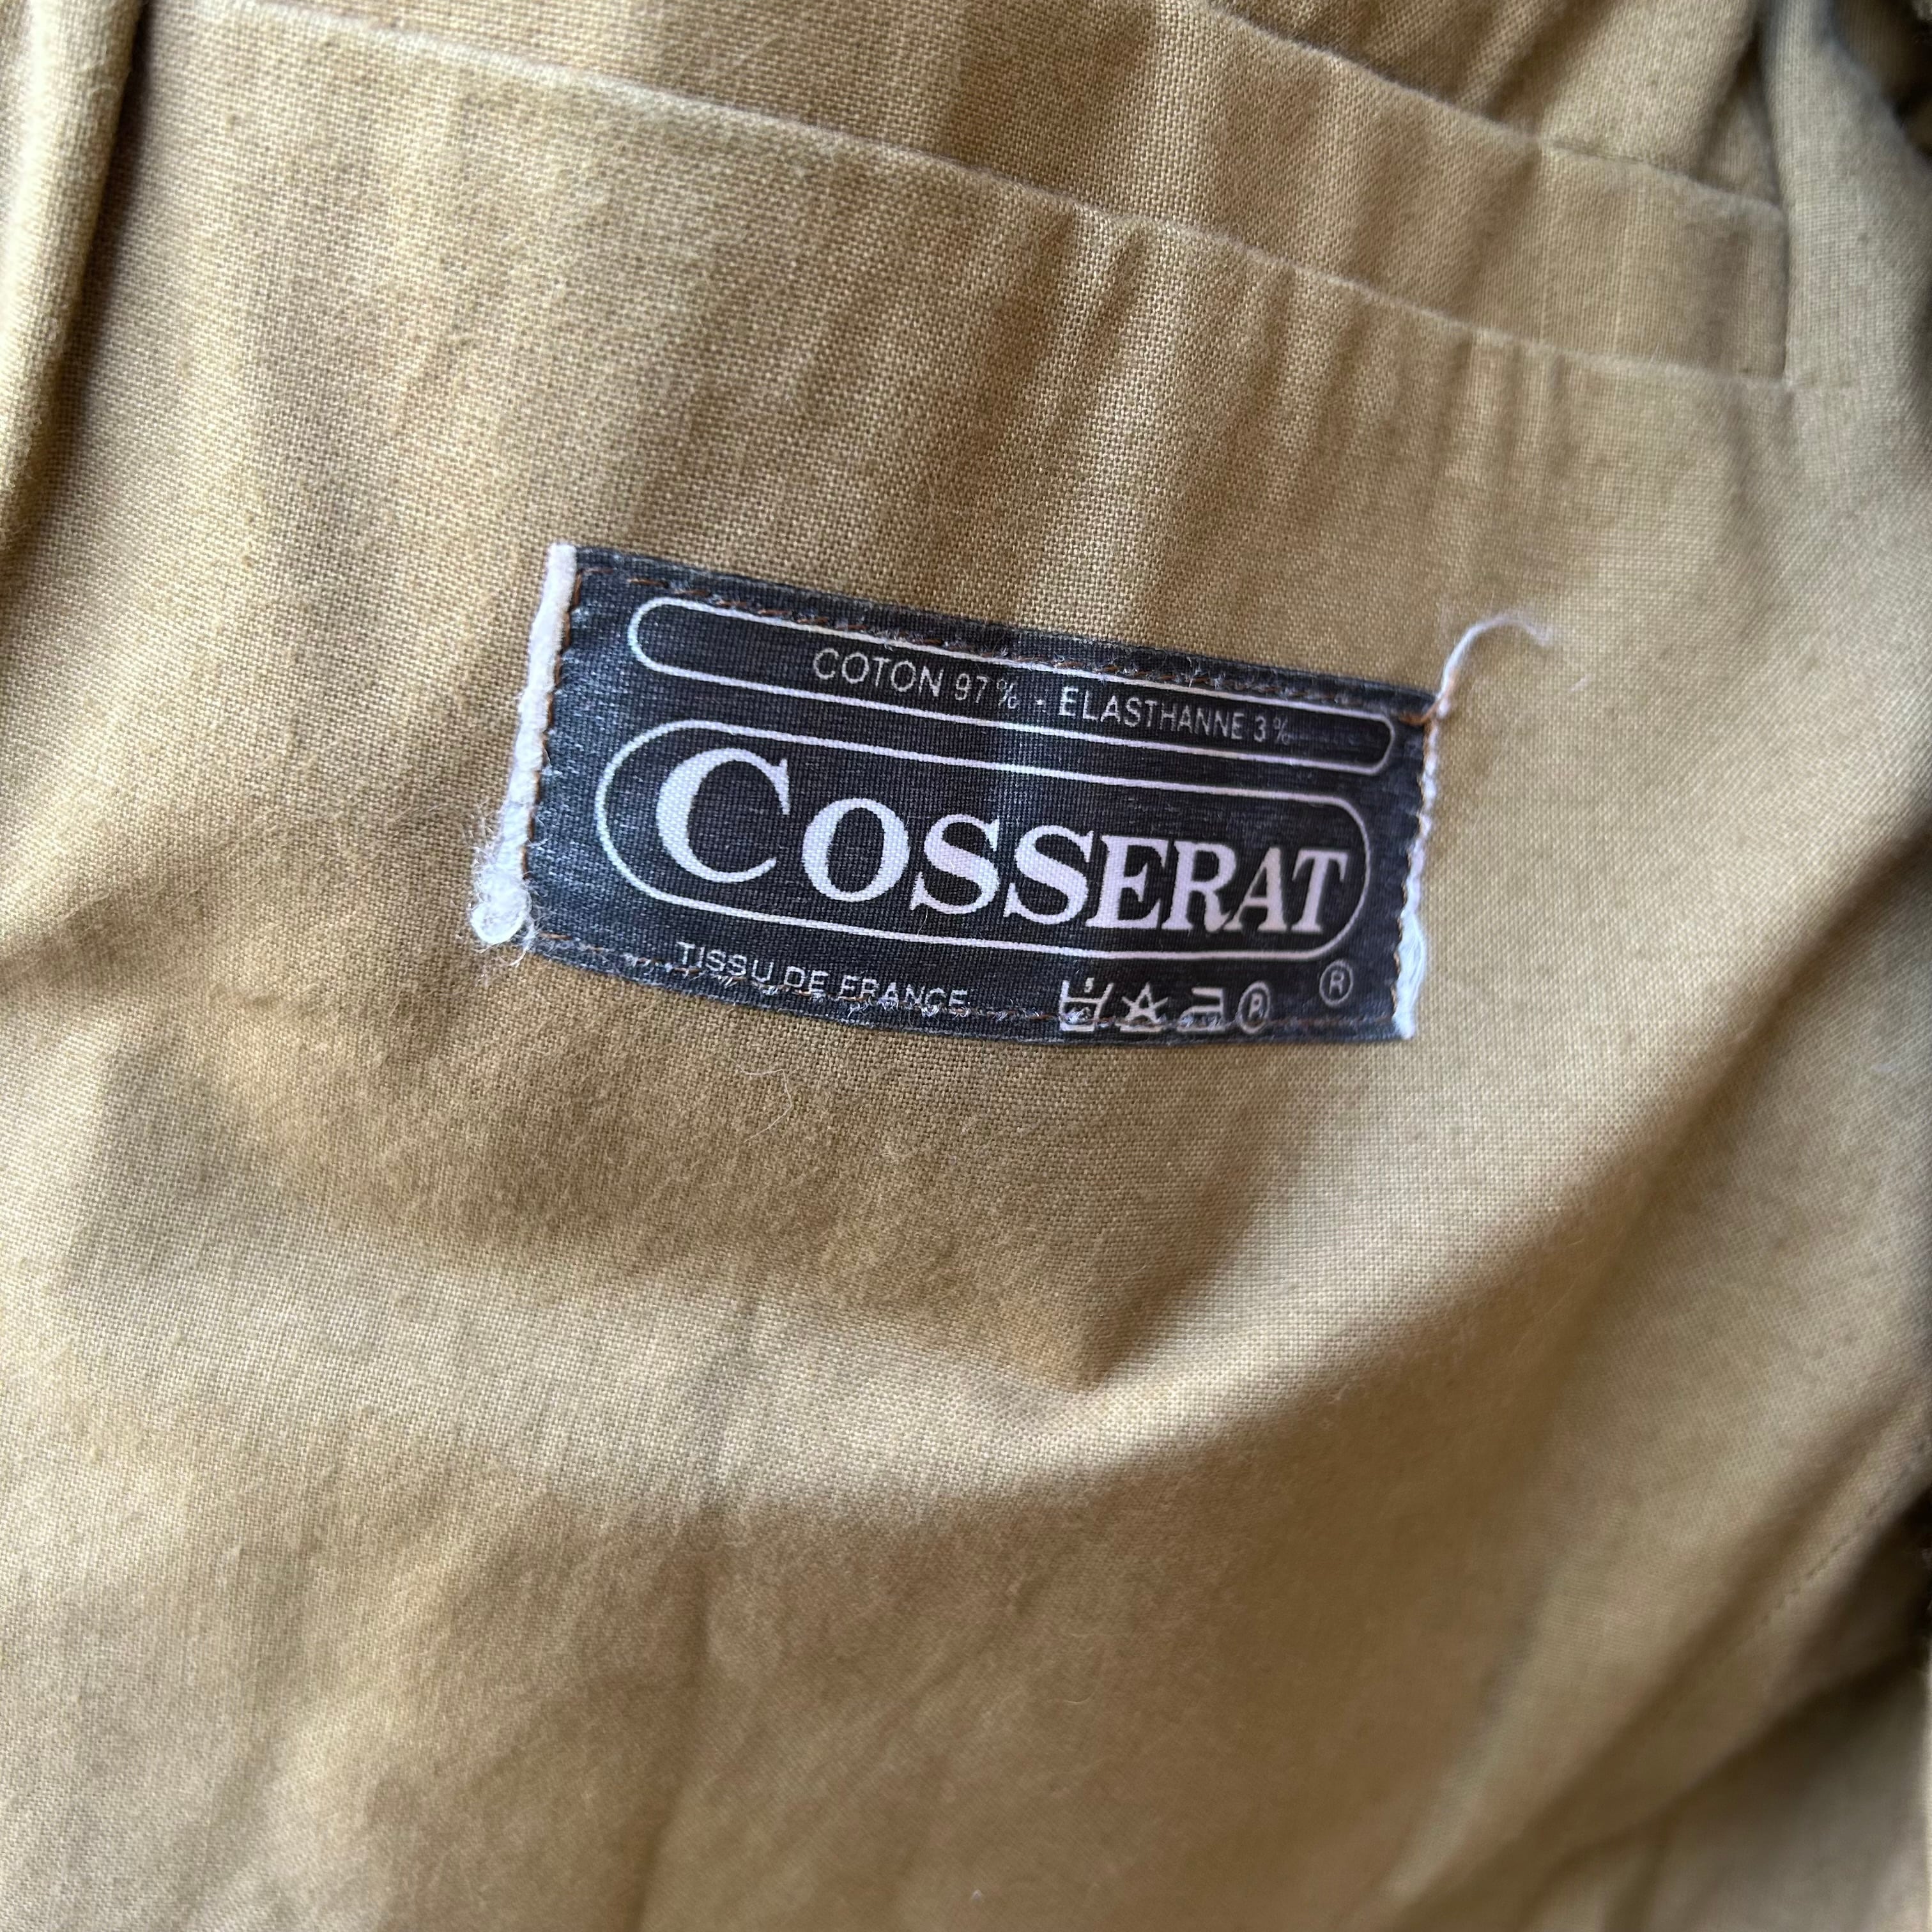 COTON 97% - ELASTHANNE 3%
COSSERAT
®
TISSU DE FRANCE